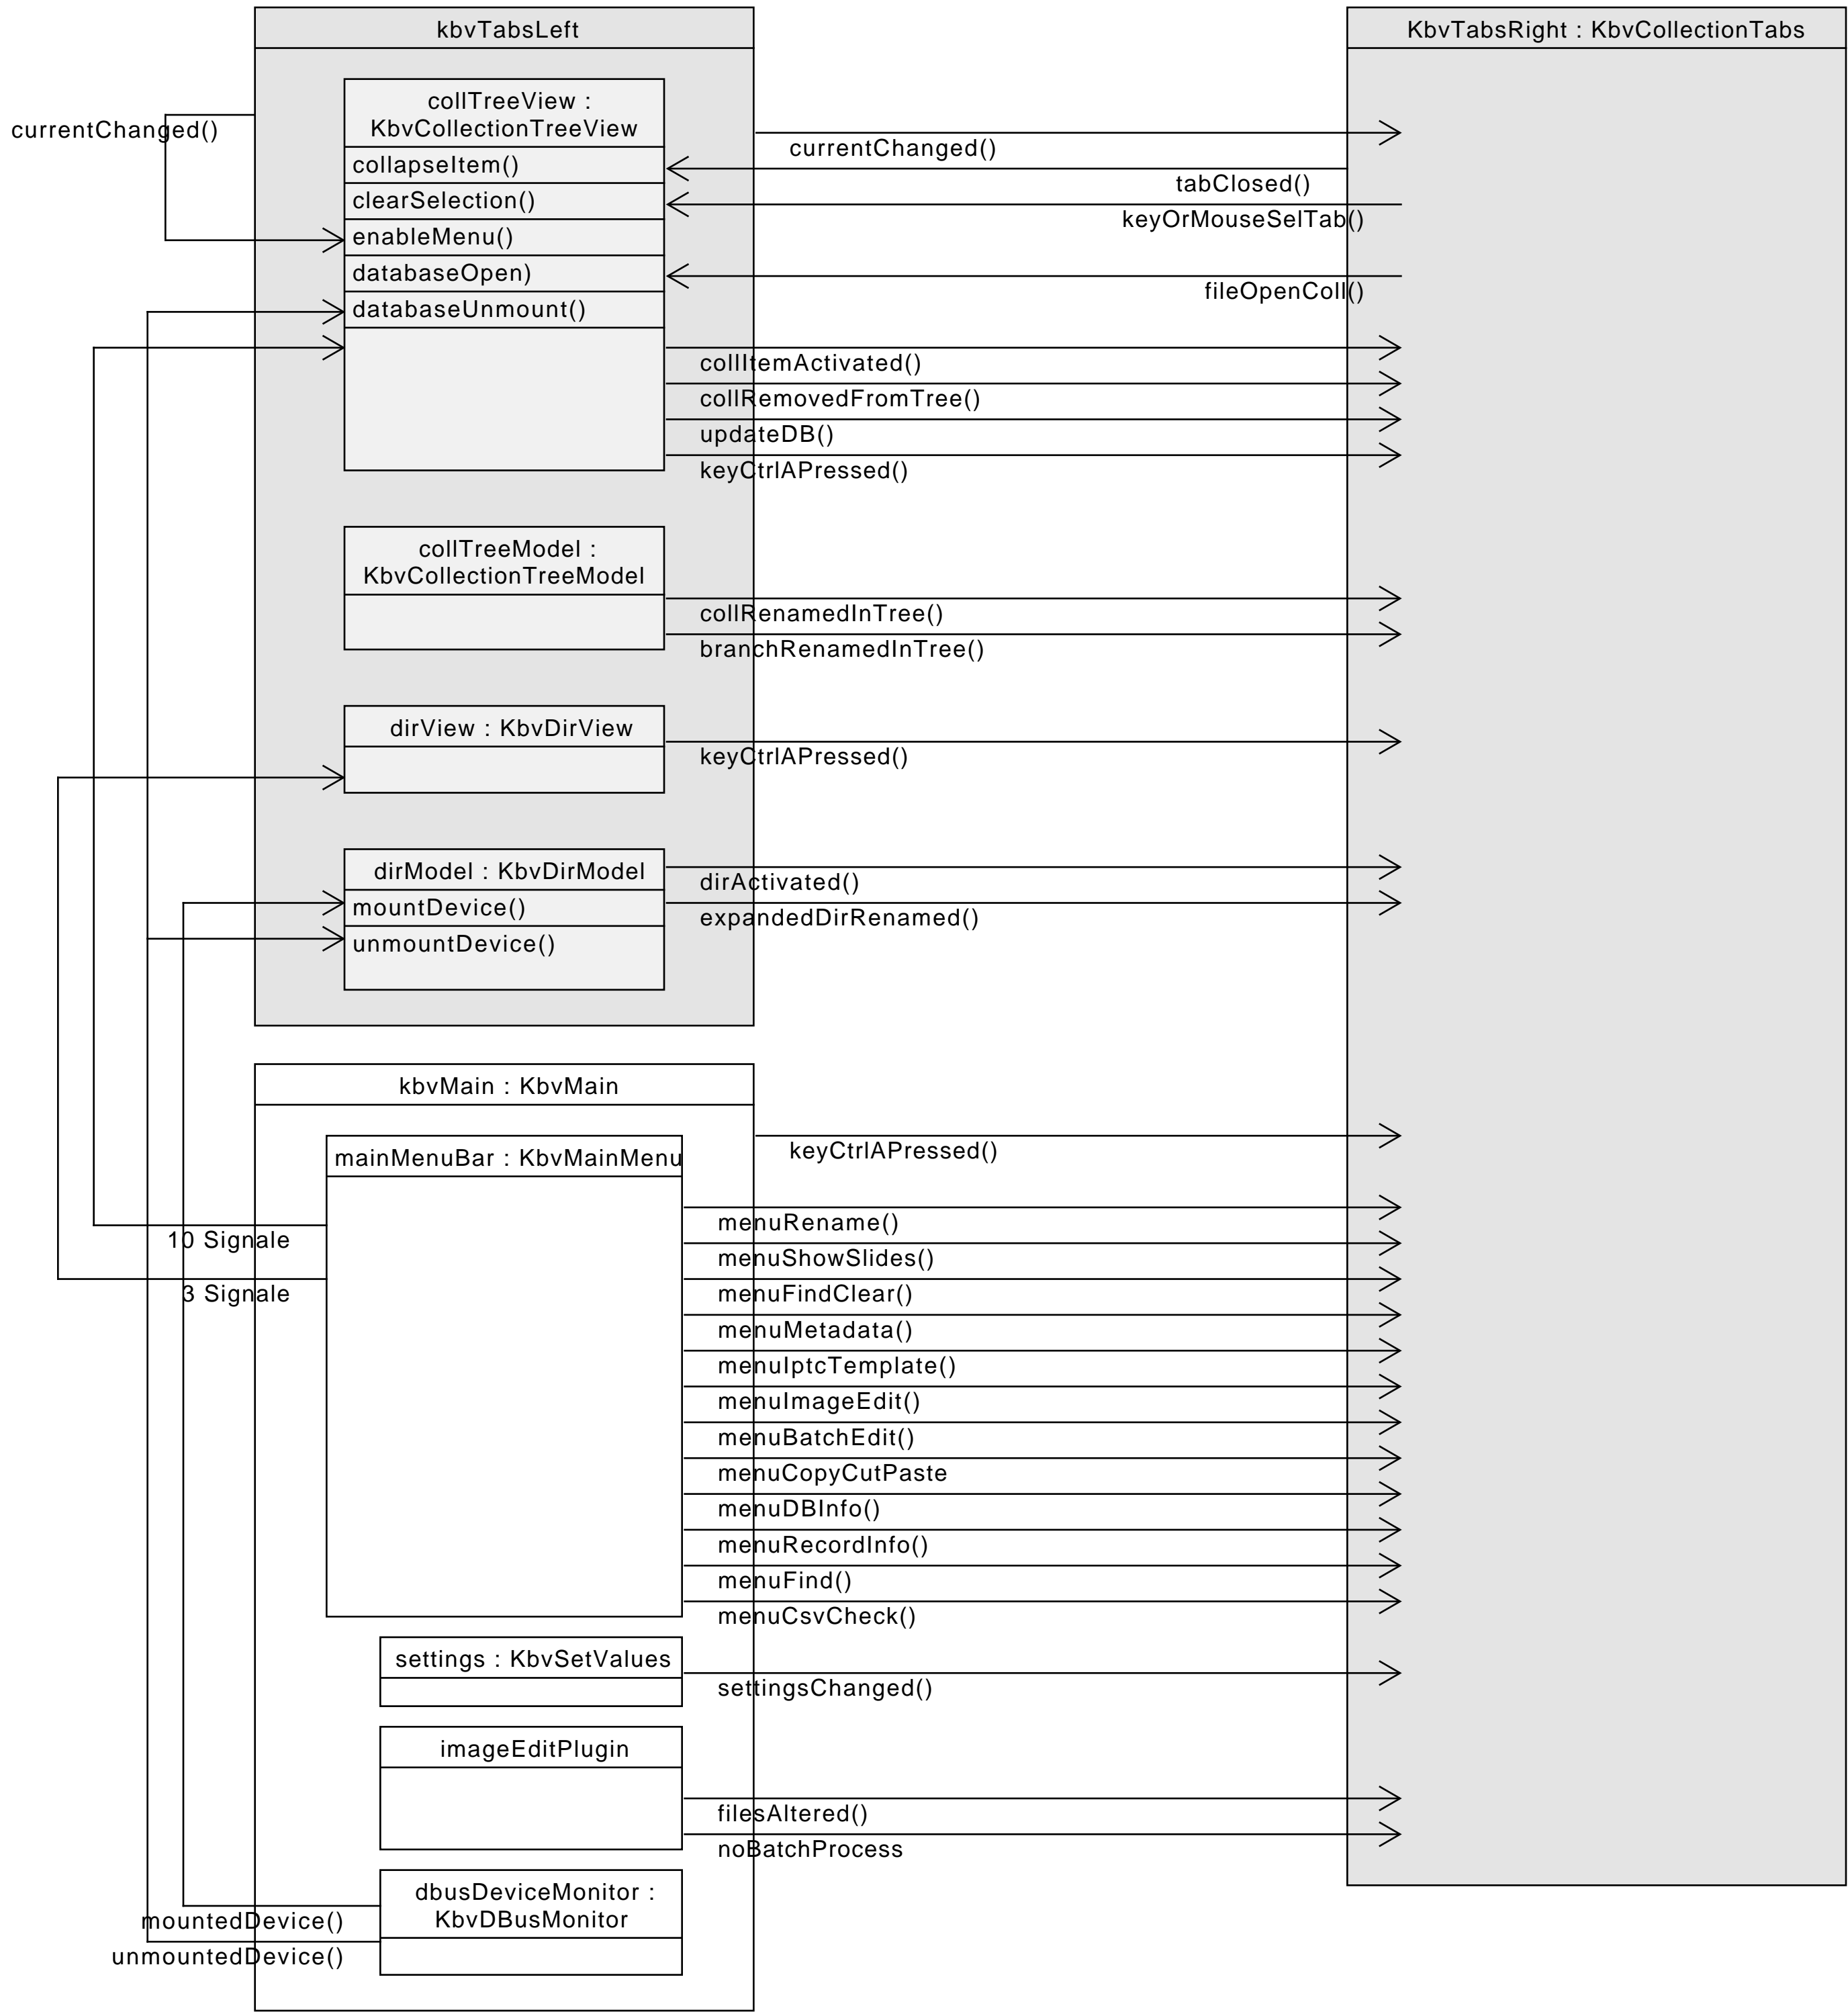 kbvTabsLeft
KbvTabsRight : KbvCollectionTabs
collTreeView :
KbvCollectionTreeView
currentChanged()
currentChanged()
collapseItem()
tabClosed()
clearSelection()
keyOrMouseSelTab()
enableMenu()
databaseOpen)
fileOpenColl()
databaseUnmount()
collItemActivated()
collRemovedFromTree()
updateDB()
keyCtrlAPressed()
collTreeModel :
KbvCollectionTreeModel
collRenamedInTree()
branchRenamedInTree()
dirView : KbvDirView
keyCtrlAPressed()
dirModel : KbvDirModel
dirActivated()
mountDevice()
expandedDirRenamed()
unmountDevice()
kbvMain : KbvMain
keyCtrlAPressed()
mainMenuBar : KbvMainMenu
menuRename()
10 Signale
menuShowSlides()
3 Signale
menuFindClear()
menuMetadata()
menuIptcTemplate()
menuImageEdit()
menuBatchEdit()
menuCopyCutPaste
menuDBInfo()
menuRecordInfo()
menuFind()
menuCsvCheck()
settings : KbvSetValues
settingsChanged()
imageEditPlugin
filesAltered()
noBatchProcess
dbusDeviceMonitor :
KbvDBusMonitor
mountedDevice()
unmountedDevice()